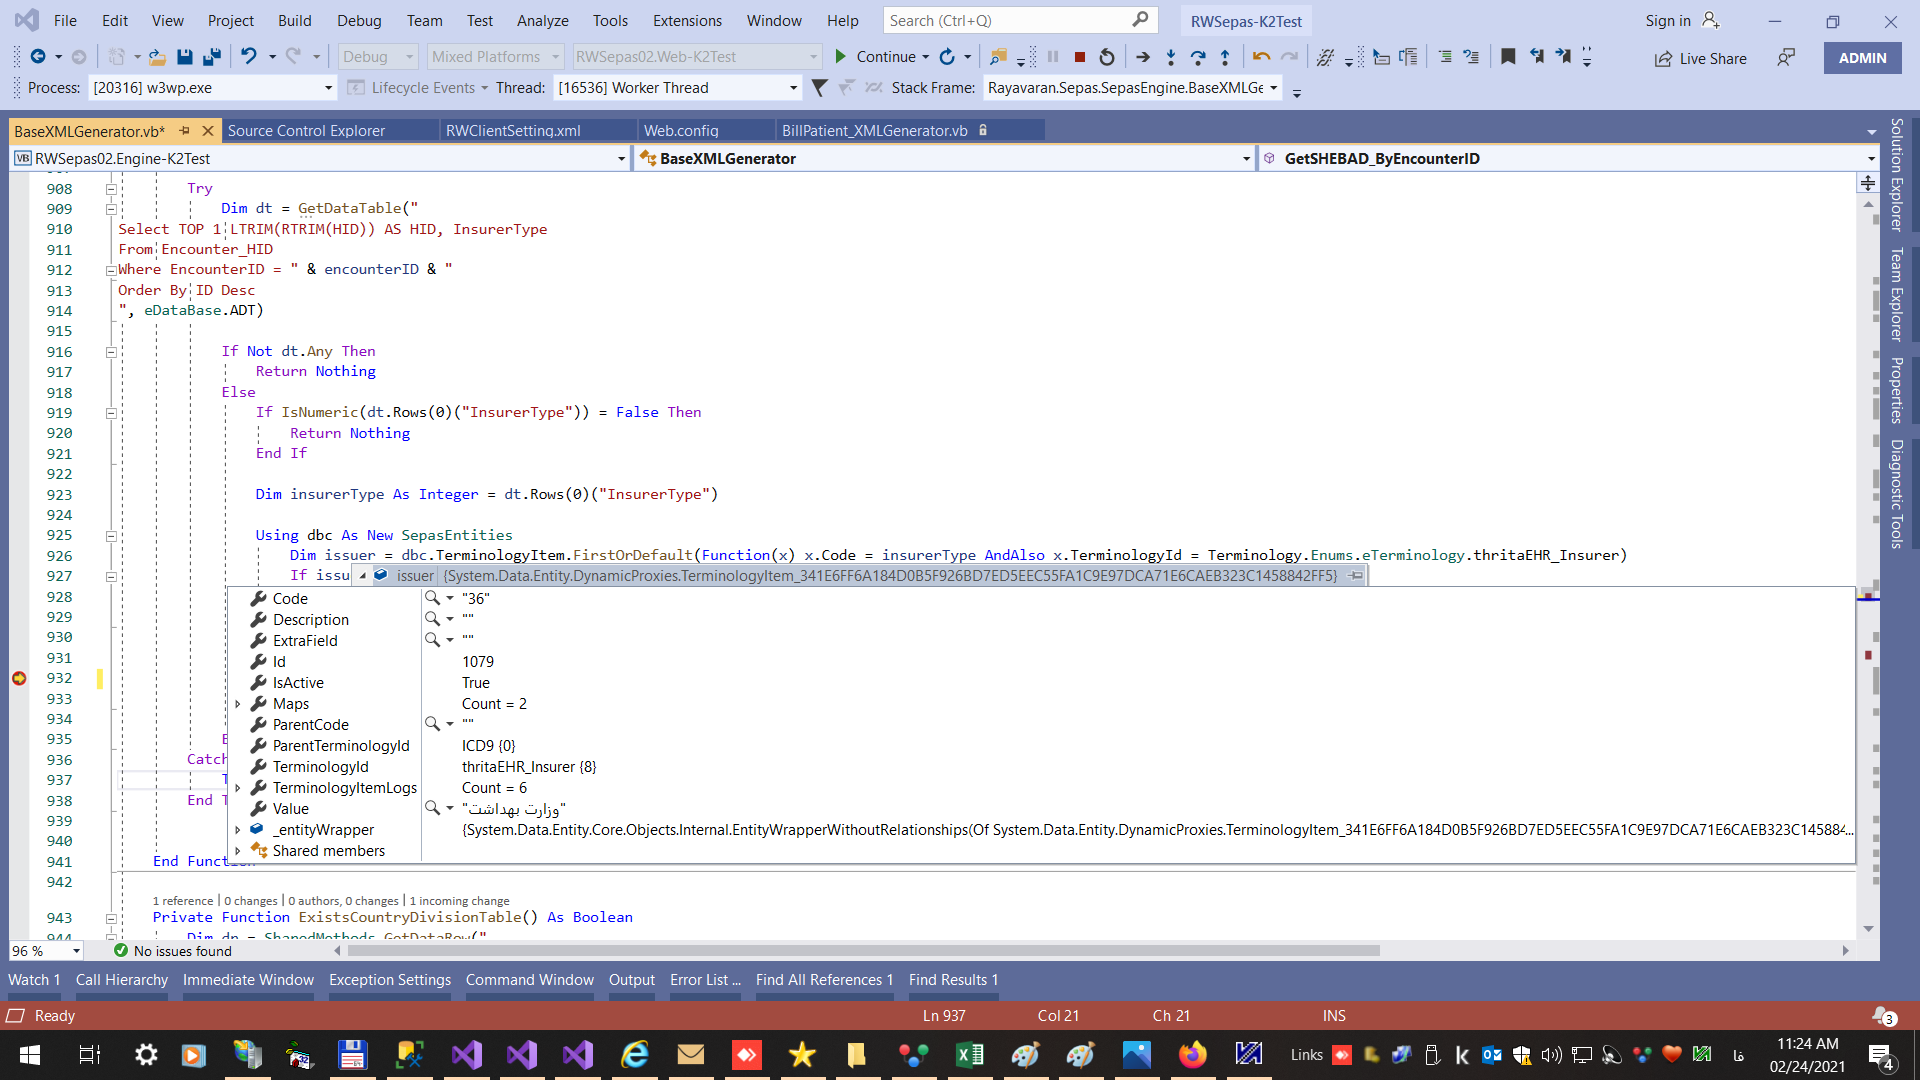 File Edit View Project Build Debug Team Test Analyze Tools Extensions Window Help Search (Ctrl+Q) RWSepas-K2Test Sign in
Debug Mixed Platforms RWSepas02.Web-K2Test Continue Live Share ADMIN
Process: [20316] w3wp.exe Lifecycle Events Thread: [16536] Worker Thread Stack Frame: Rayavaran.Sepas.SepasEngine.BaseXMLGe
BaseXMLGenerator.vb* Source Control Explorer RWClientSetting.xml Web.config BillPatient_XMLGenerator.vb
RWSepas02.Engine-K2Test BaseXMLGenerator GetSHEBAD_ByEncounterID
908 Try
909 Dim dt = GetDataTable("
910 Select TOP 1 LTRIM(RTRIM(HID)) AS HID, InsurerType
911 From Encounter_HID
912 Where EncounterID = " & encounterID & "
913 Order By ID Desc
914 ", eDataBase.ADT)
915
916 If Not dt.Any Then
917 Return Nothing
918 Else
919 If IsNumeric(dt.Rows(0)("InsurerType")) = False Then
920 Return Nothing
921 End If
922
923 Dim insurerType As Integer = dt.Rows(0)("InsurerType")
924
925 Using dbc As New SepasEntities
926 Dim issuer = dbc.TerminologyItem.FirstOrDefault(Function(x) x.Code = insurerType AndAlso x.TerminologyId = Terminology.Enums.eTerminology.thritaEHR_Insurer)
927 If issu issuer {System.Data.Entity.DynamicProxies.TerminologyItem_341E6FF6A184D0B5F926BD7ED5EEC55FA1C9E97DCA71E6CAEB323C1458842FF5}
928 Code "36"
929 Description ""
930 ExtraField ""
931 Id 1079
932 IsActive True
933 Maps Count = 2
934 ParentCode ""
935 E ParentTerminologyId ICD9 {0}
936 Catch TerminologyId thritaEHR_Insurer {8}
937 T TerminologyItemLogs Count = 6
938 End T Value "وزارت بهداشت"
939 _entityWrapper {System.Data.Entity.Core.Objects.Internal.EntityWrapperWithoutRelationships(Of System.Data.Entity.DynamicProxies.TerminologyItem_341E6FF6A184D0B5F926BD7ED5EEC55FA1C9E97DCA71E6CAEB323C145884...
940 Shared members
941 End Function
942
1 reference | 0 changes | 0 authors, 0 changes | 1 incoming change
943 Private Function ExistsCountryDivisionTable() As Boolean
944 Dim dn = SharedMethods.GetDataRow("
96 % No issues found
Watch 1 Call Hierarchy Immediate Window Exception Settings Command Window Output Error List ... Find All References 1 Find Results 1
Ready Ln 937 Col 21 Ch 21 INS 3
Solution Explorer
Team Explorer
Properties
Diagnostic Tools
Links فا 11:24 AM
02/24/2021 4